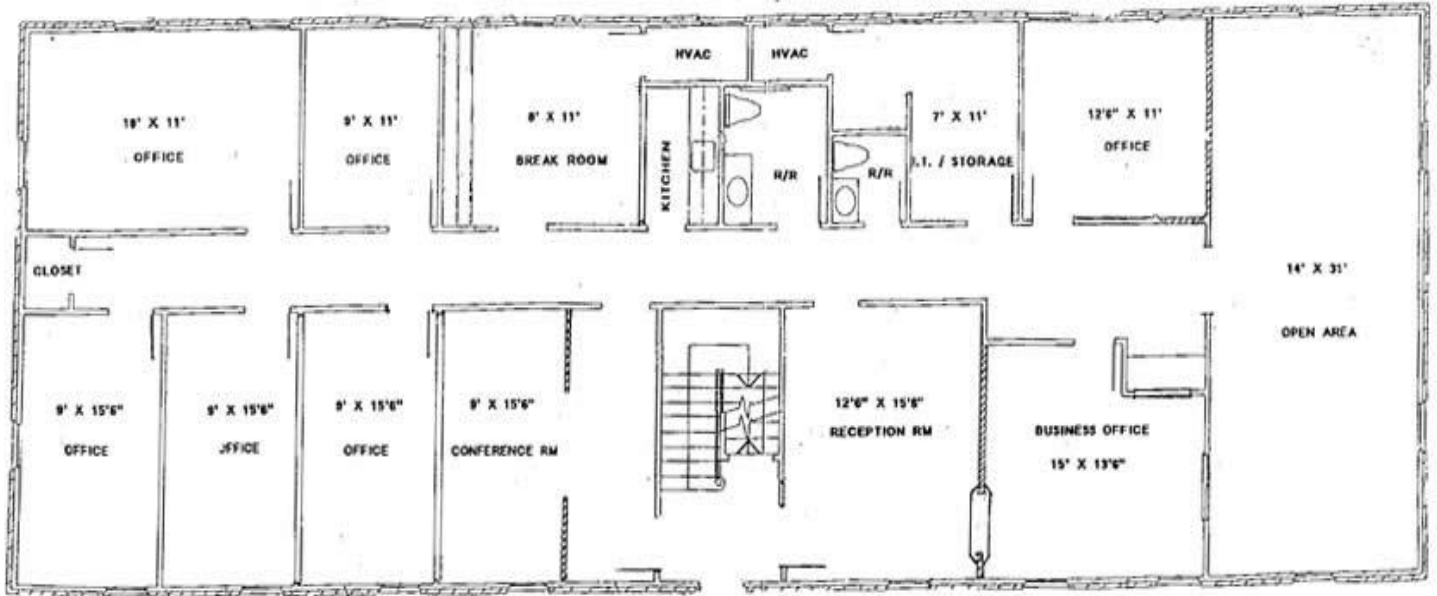 HVAC
HVAC
18' X 11'
OFFICE
9' X 11'
OFFICE
8' X 11'
BREAK ROOM
KITCHEN
R/R
R/R
7' X 11'
I.T. / STORAGE
12'6" X 11'
OFFICE
CLOSET
14' X 31'
OPEN AREA
9' X 15'6"
OFFICE
9' X 15'6"
OFFICE
9' X 15'6"
OFFICE
9' X 15'6"
CONFERENCE RM
12'6" X 15'6"
RECEPTION RM
BUSINESS OFFICE
15' X 13'6"